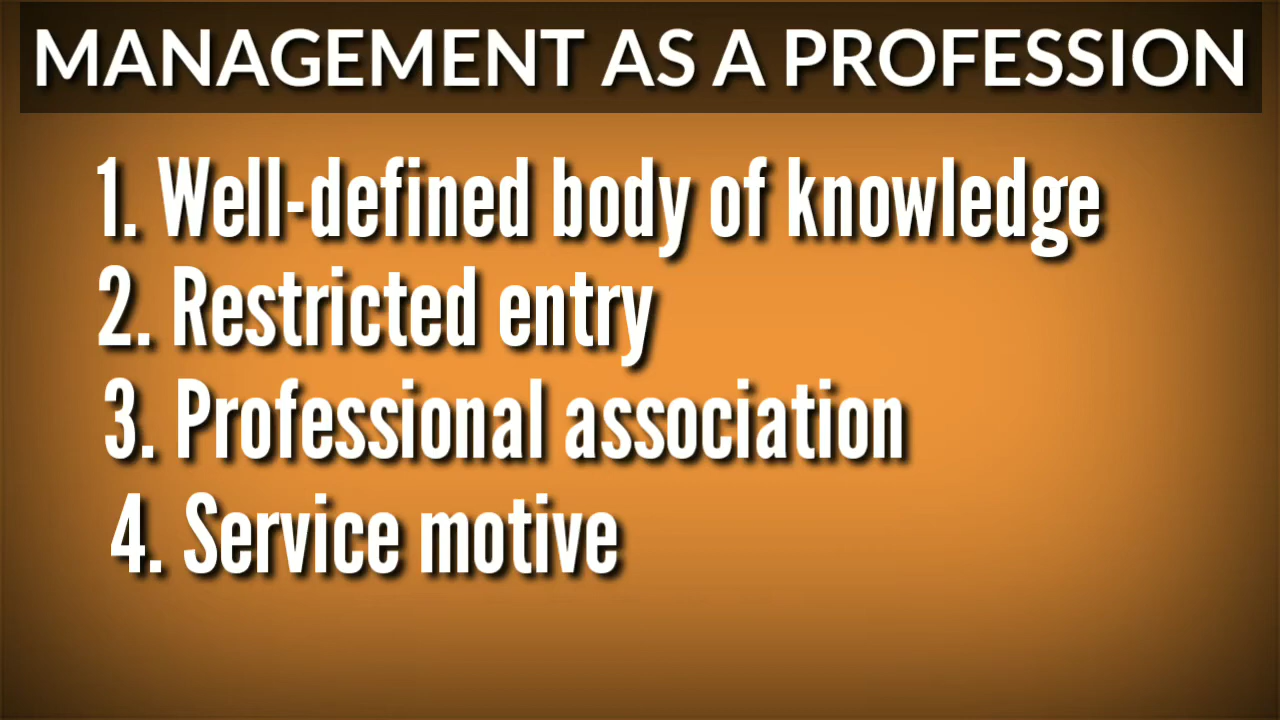 MANAGEMENT AS A PROFESSION
1. Well-defined body of knowledge
2. Restricted entry
3. Professional association
4. Service motive